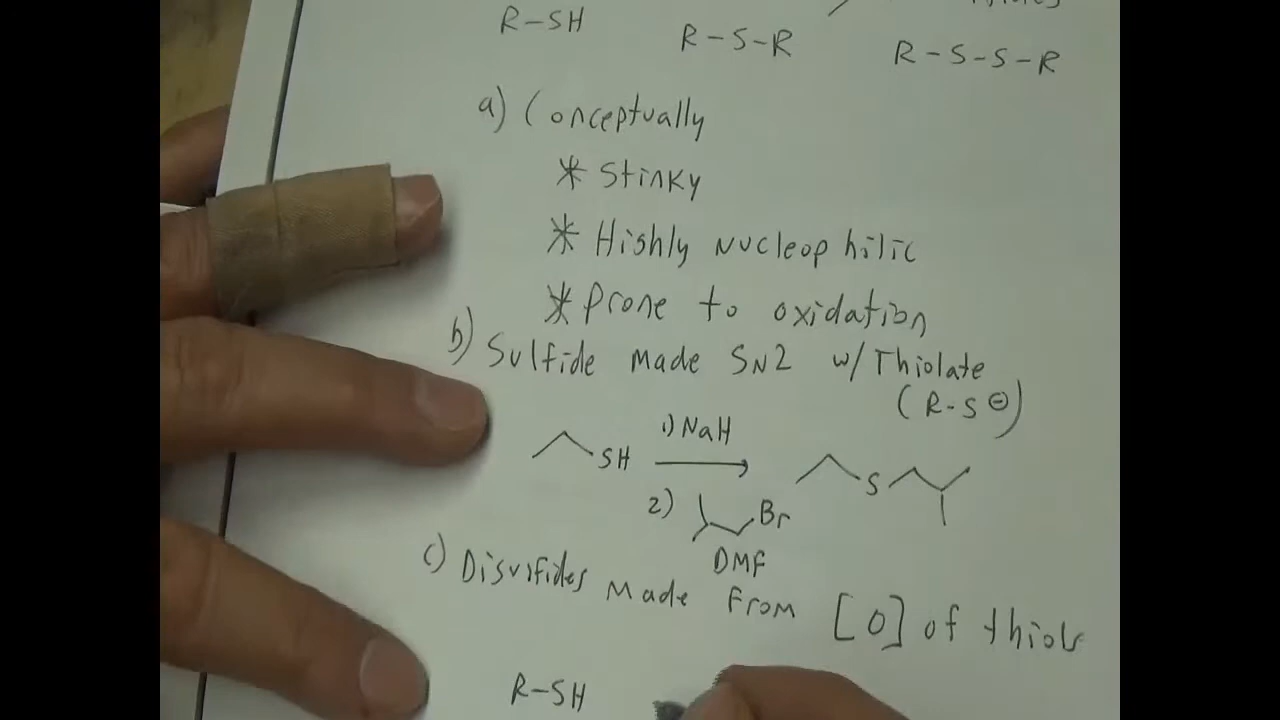 R-SH R-S-R R-S-S-R
a) Conceptually
* Stinky
* Highly nucleophilic
* Prone to oxidation
b) Sulfide made SN2 w/ Thiolate
(R-S⊖)
SH 1) NaH S
2) Br
DMF
c) Disulfides made from [O] of thiols
R-SH